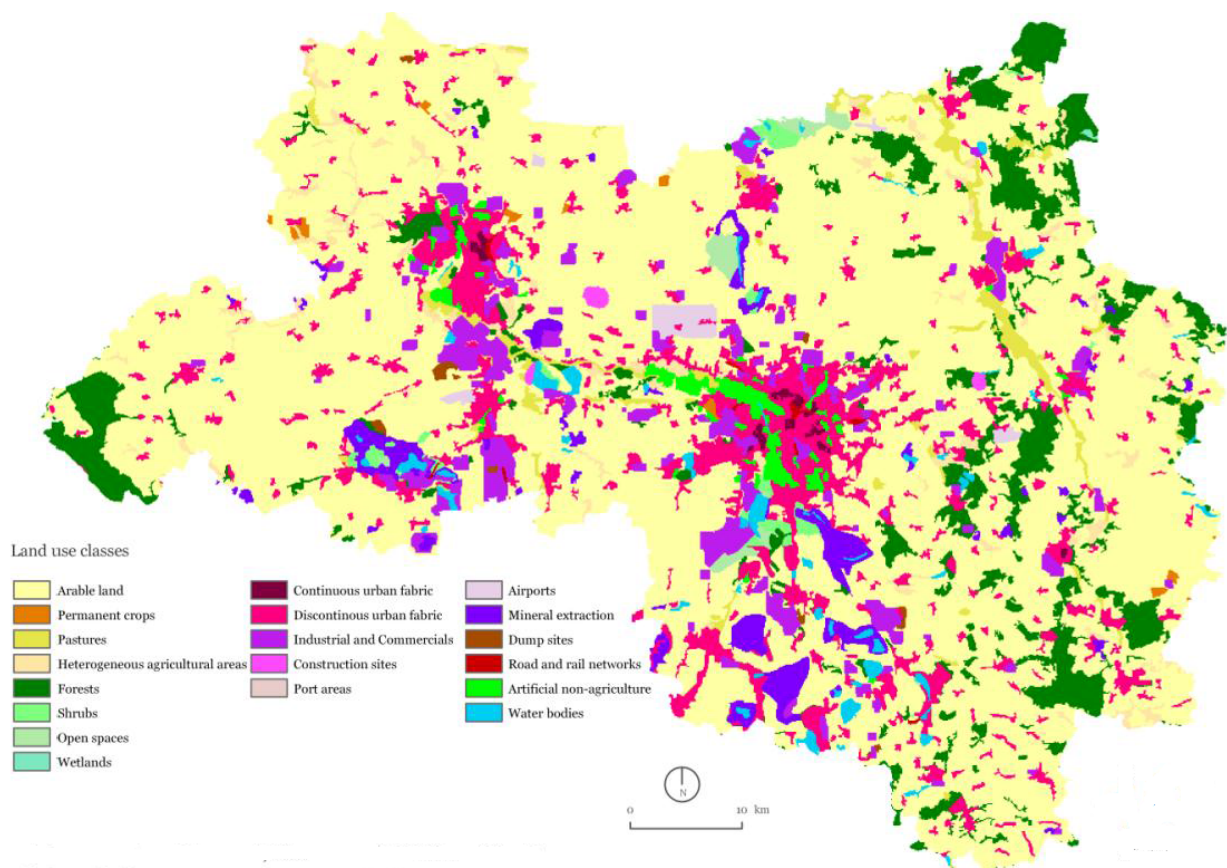 Land use classes
Arable land
Permanent crops
Pastures
Heterogeneous agricultural areas
Forests
Shrubs
Open spaces
Wetlands
Continuous urban fabric
Discontinous urban fabric
Industrial and Commercials
Construction sites
Port areas
Airports
Mineral extraction
Dump sites
Road and rail networks
Artificial non-agriculture
Water bodies
N
0 10 km